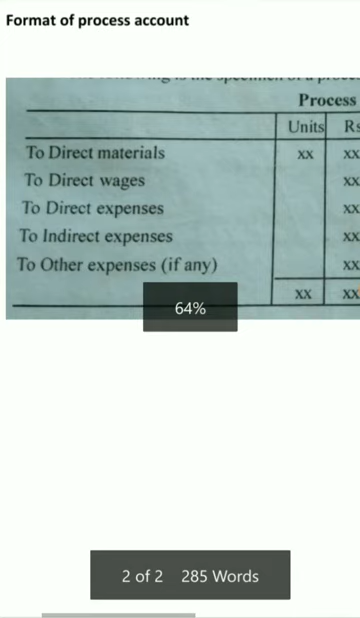 Format of process account
Process
Units Rs
To Direct materials xx xx
To Direct wages xx
To Direct expenses xx
To Indirect expenses xx
To Other expenses (if any) xx
xx xx
64%
2 of 2 285 Words